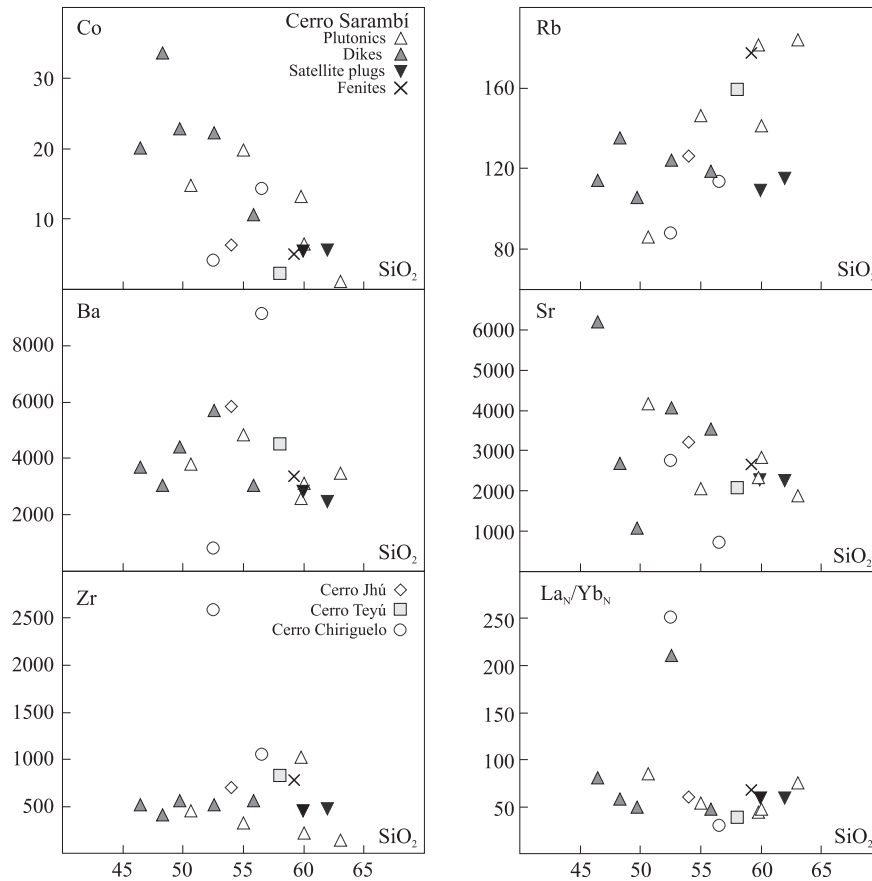 Co
Cerro Sarambí
Plutonics
Dikes
Satellite plugs
Fenites
30
20
10
SiO2
Rb
160
120
80
SiO2
Ba
8000
6000
4000
2000
SiO2
Sr
6000
5000
4000
3000
2000
1000
SiO2
Zr
Cerro Jhú
Cerro Teyú
Cerro Chiriguelo
2500
2000
1500
1000
500
SiO2
45 50 55 60 65
LaN/YbN
250
200
150
100
50
SiO2
45 50 55 60 65